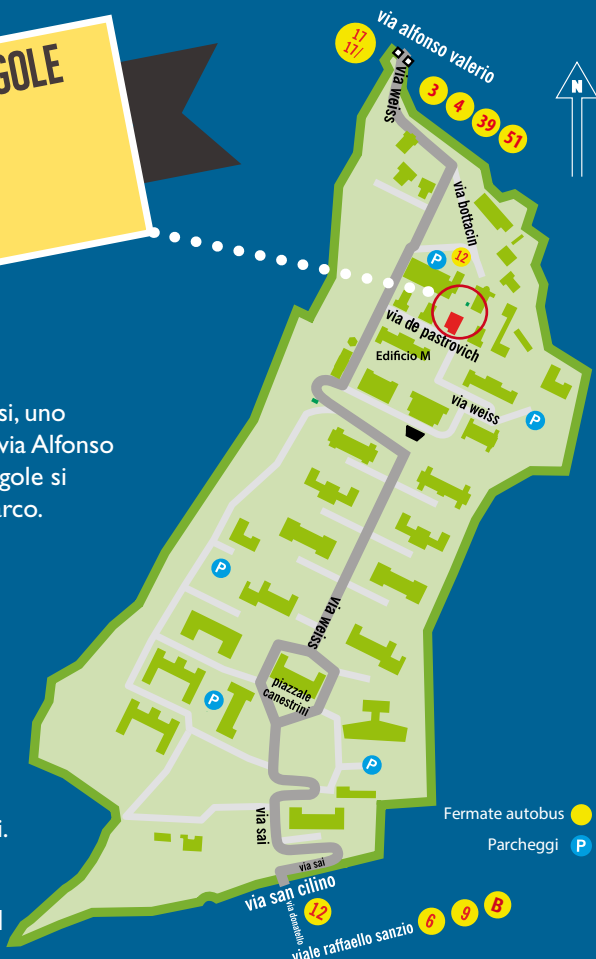 GOLE
via alfonso valerio
17
17/
via weiss
3
4
39
51
N
via bottacin
P
12
via de pastrovich
Edificio M
via weiss
P
si, uno
via Alfonso
gole si
arco.
P
via weiss
piazzale
canestrini
P
P
Fermate autobus
Parcheggi P
i.
via sai
via sai
via san cilino
12
via donatello
viale raffaello sanzio
6
9
B